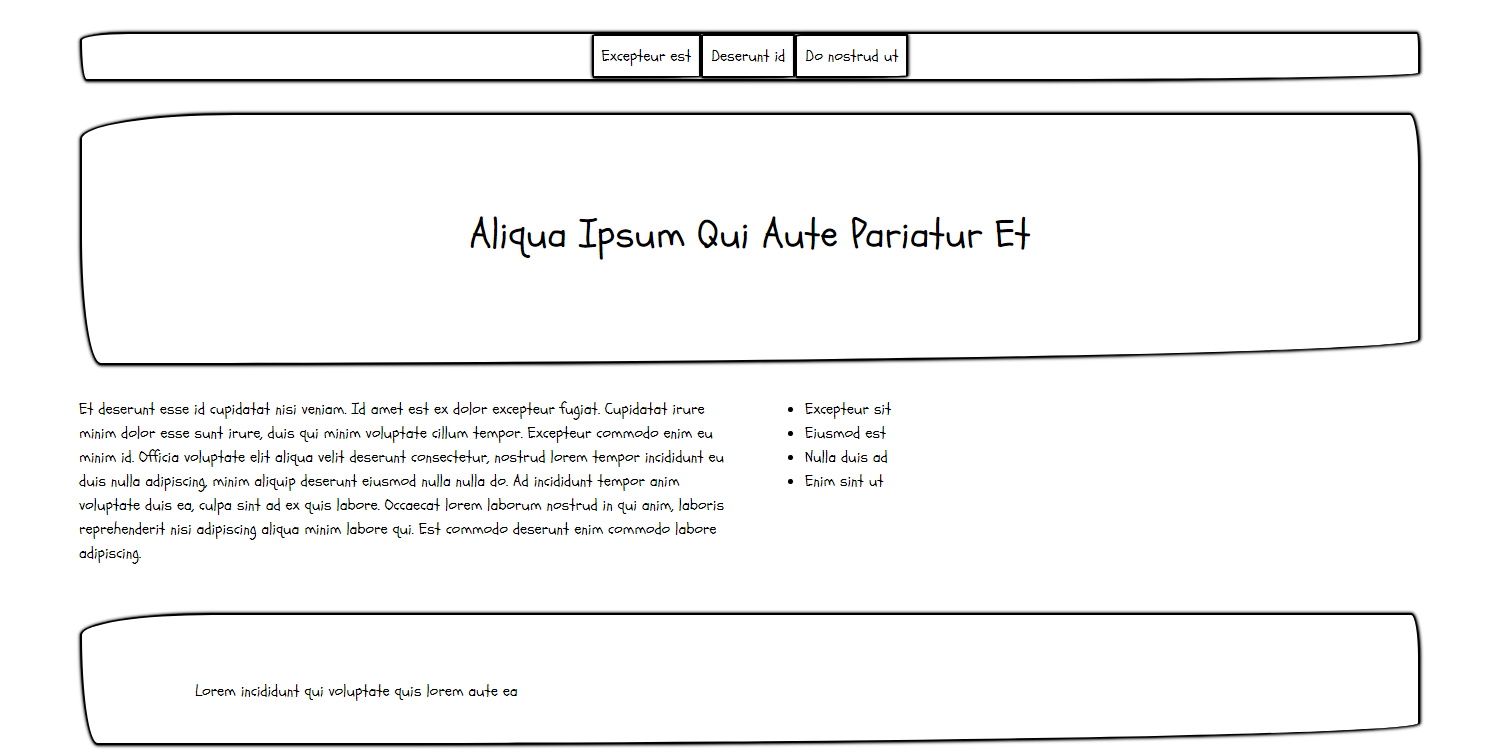 Excepteur est Deserunt id Do nostrud ut
Aliqua Ipsum Qui Aute Pariatur Et
Et deserunt esse id cupidatat nisi veniam. Id amet est ex dolor excepteur fugiat. Cupidatat irure
minim dolor esse sunt irure, duis qui minim voluptate cillum tempor. Excepteur commodo enim eu
minim id. Officia voluptate elit aliqua velit deserunt consectetur, nostrud lorem tempor incididunt eu
duis nulla adipiscing, minim aliquip deserunt eiusmod nulla nulla do. Ad incididunt tempor anim
voluptate duis ea, culpa sint ad ex quis labore. Occaecat lorem laborum nostrud in qui anim, laboris
reprehenderit nisi adipiscing aliqua minim labore qui. Est commodo deserunt enim commodo labore
adipiscing.
Excepteur sit
Eiusmod est
Nulla duis ad
Enim sint ut
Lorem incididunt qui voluptate quis lorem aute ea